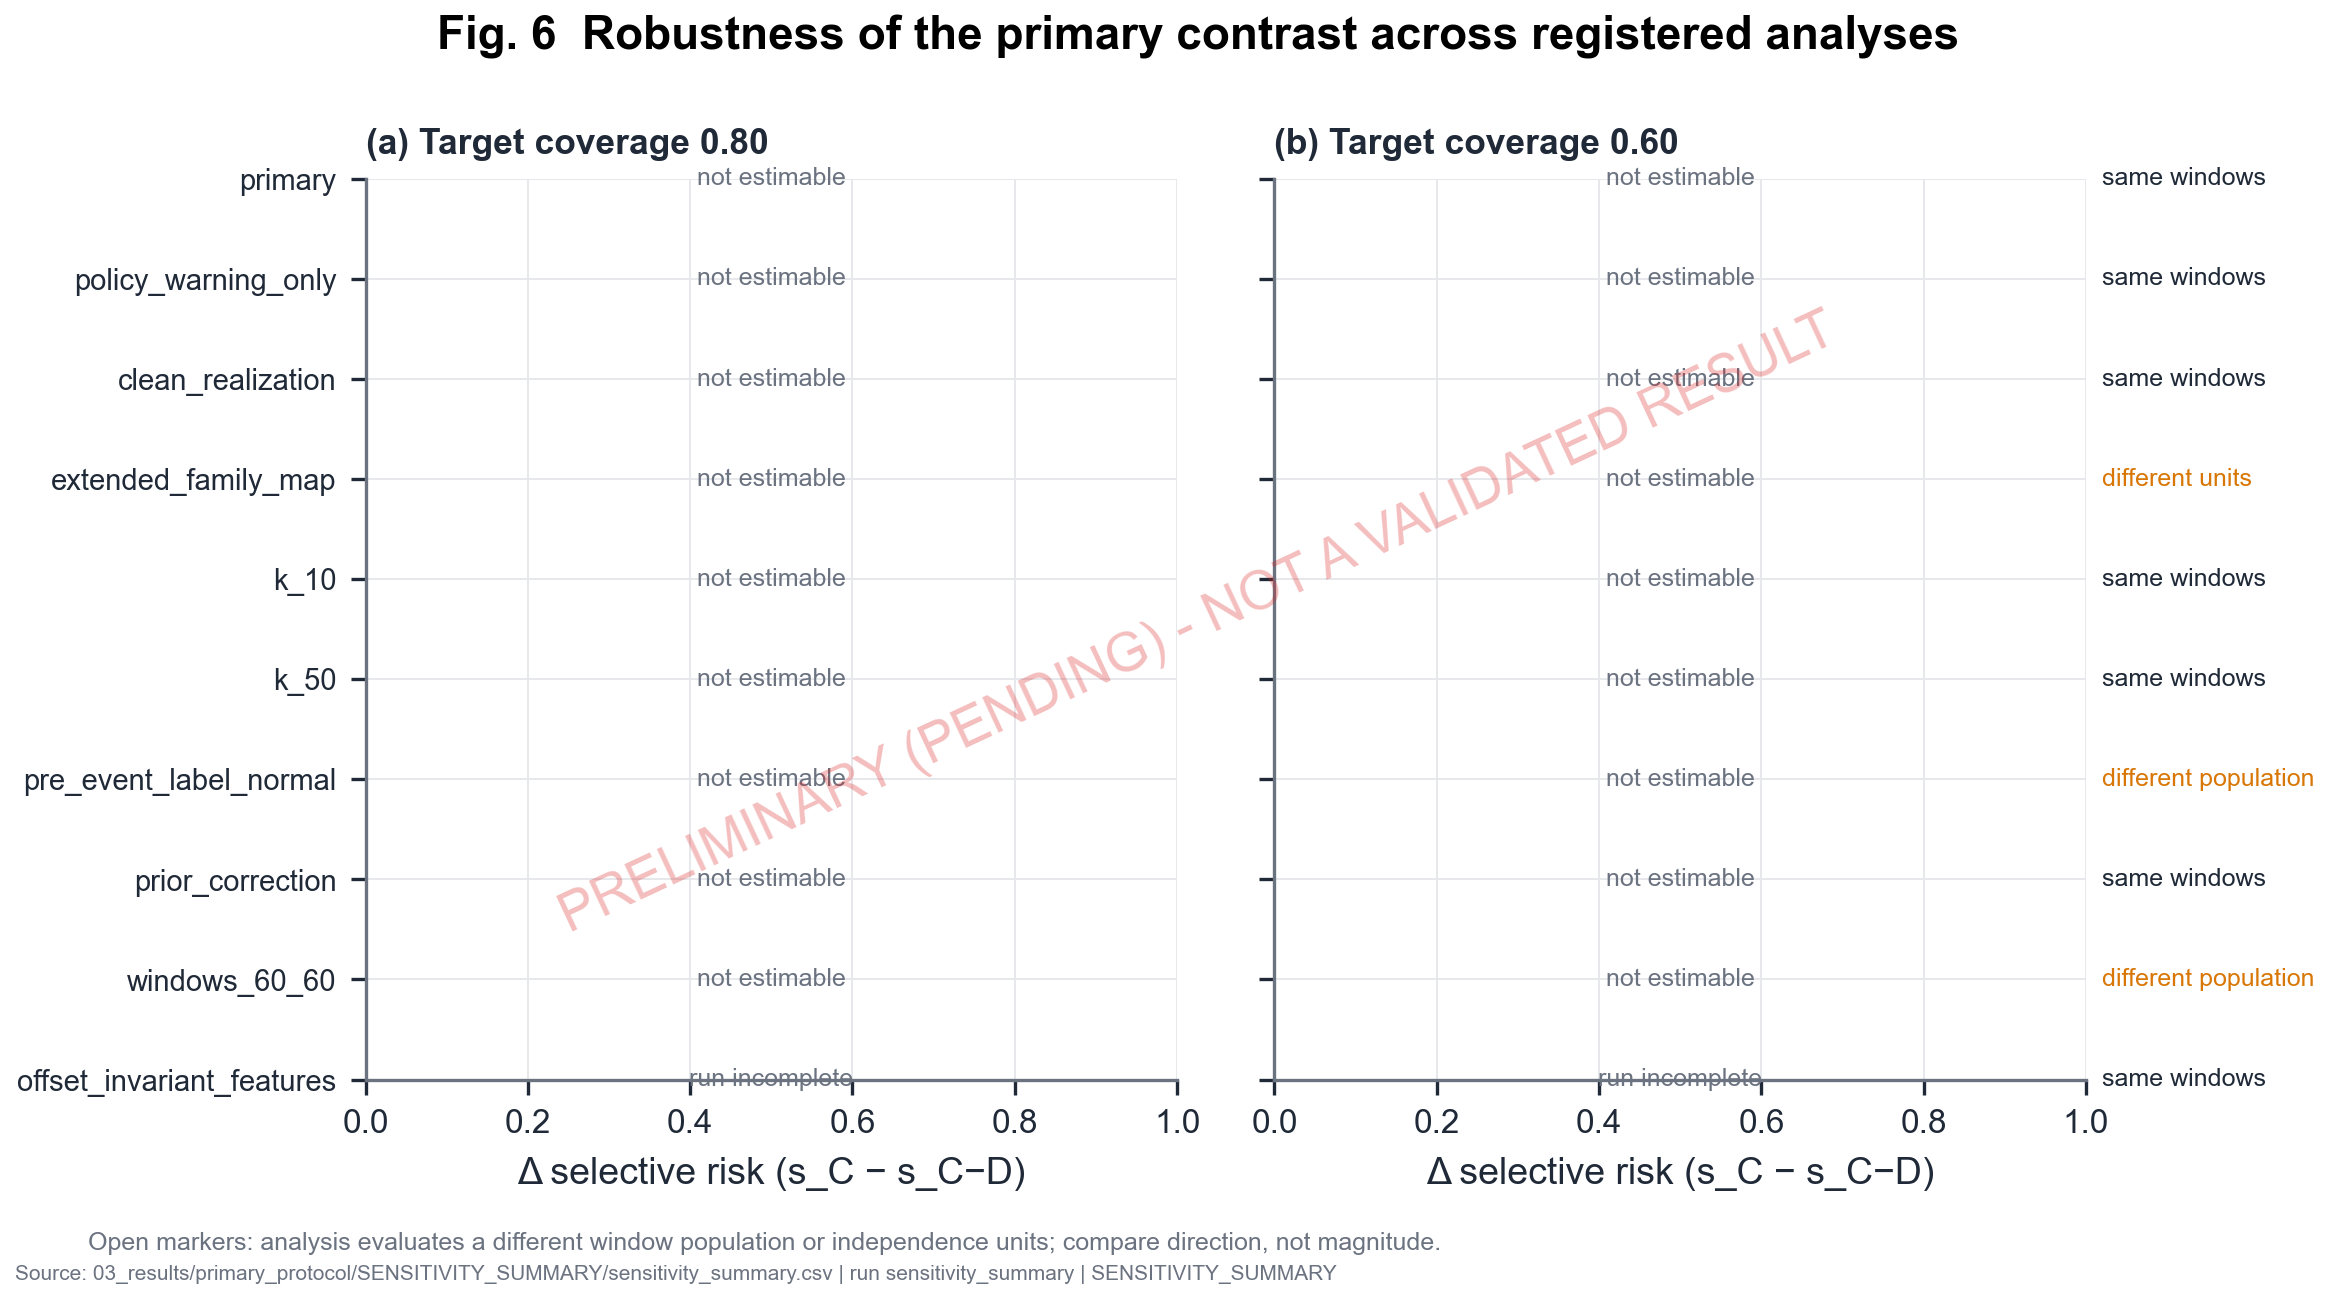 Fig. 6  Robustness of the primary contrast across registered analyses
(a) Target coverage 0.80
(b) Target coverage 0.60
primary not estimable not estimable same windows
policy_warning_only not estimable not estimable same windows
clean_realization not estimable not estimable same windows
extended_family_map not estimable not estimable different units
k_10 not estimable not estimable same windows
k_50 not estimable not estimable same windows
pre_event_label_normal not estimable not estimable different population
prior_correction not estimable not estimable same windows
windows_60_60 not estimable not estimable different population
offset_invariant_features run incomplete run incomplete same windows
PRELIMINARY (PENDING) - NOT A VALIDATED RESULT
0.0 0.2 0.4 0.6 0.8 1.0 0.0 0.2 0.4 0.6 0.8 1.0
Δ selective risk (s_C − s_C−D) Δ selective risk (s_C − s_C−D)
Open markers: analysis evaluates a different window population or independence units; compare direction, not magnitude.
Source: 03_results/primary_protocol/SENSITIVITY_SUMMARY/sensitivity_summary.csv | run sensitivity_summary | SENSITIVITY_SUMMARY